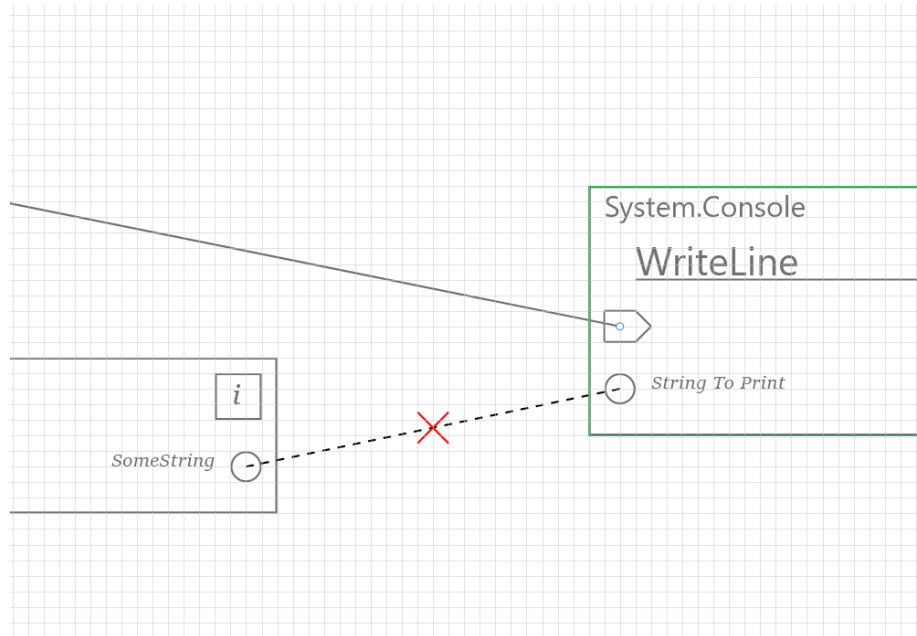 System.Console
WriteLine
String To Print
i
SomeString